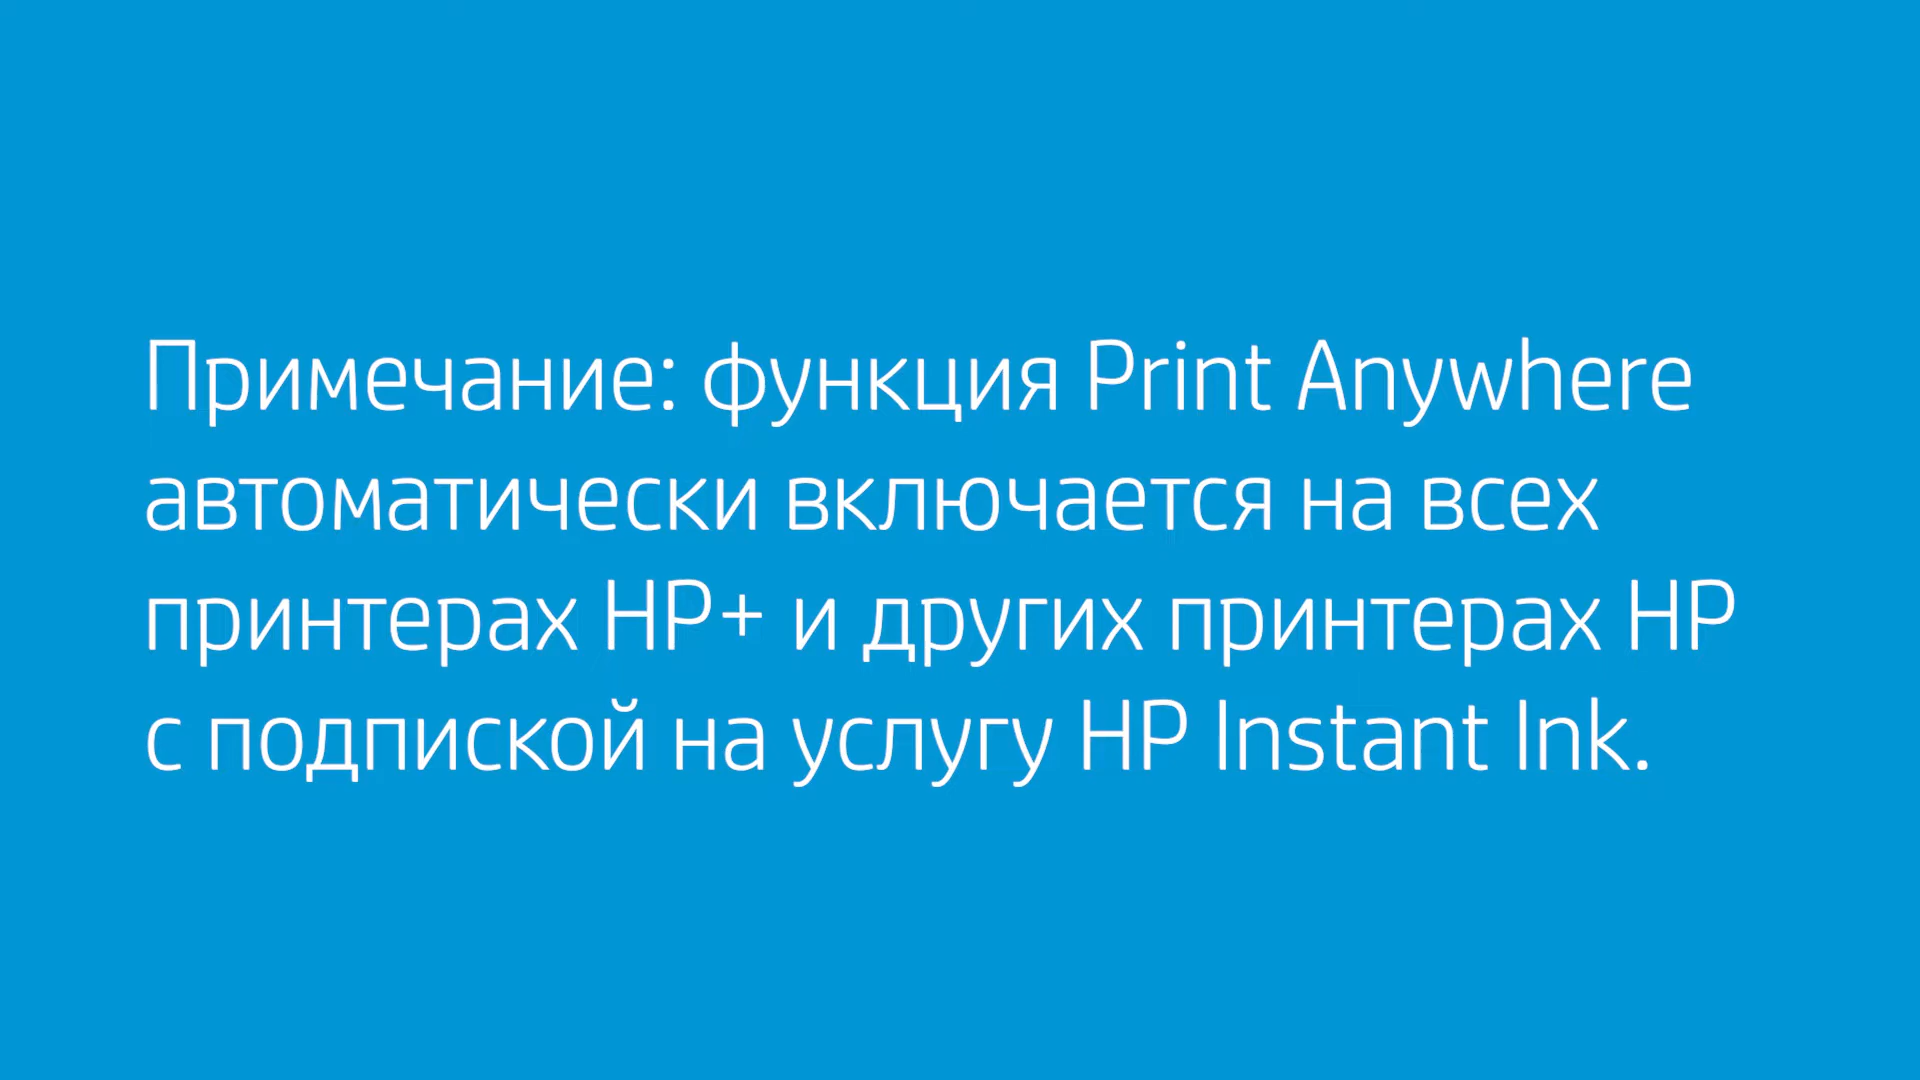 Примечание: функция Print Anywhere
автоматически включается на всех
принтерах HP+ и других принтерах HP
с подпиской на услугу HP Instant Ink.